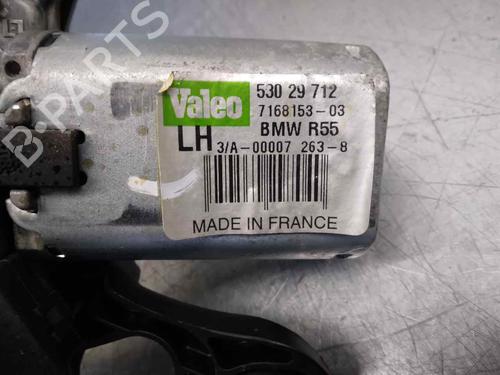 B-PARTS
Valeo 530 29 712
7168153-03
LH BMW R55
3/A-00007 263-8
MADE IN FRANCE